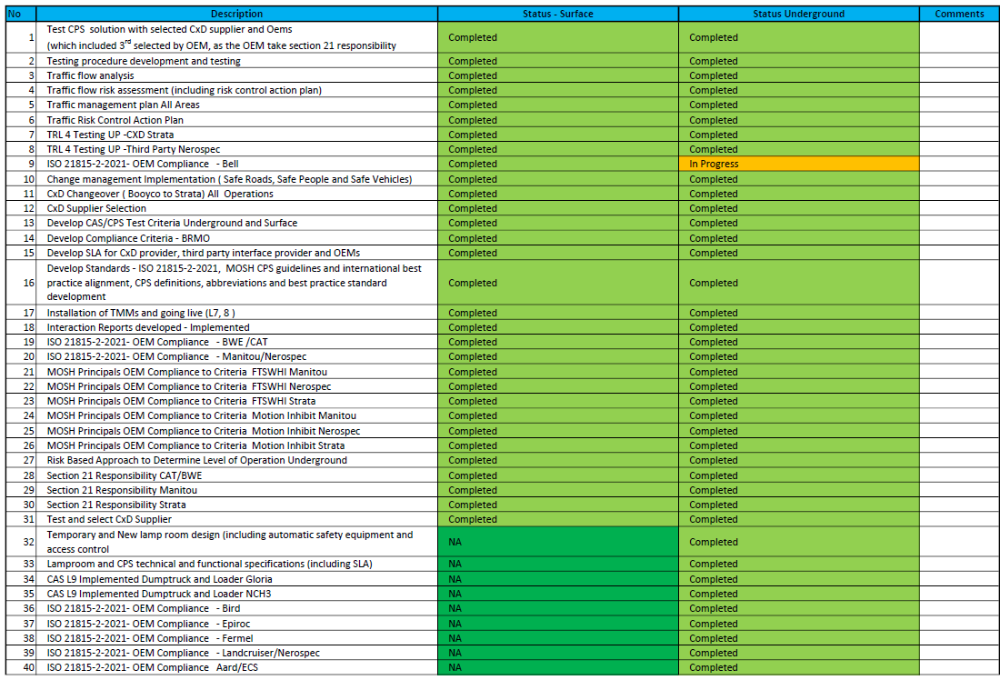 No Description Status - Surface Status Underground Comments
1 Test CPS solution with selected CxD supplier and Oems
(which included 3rd selected by OEM, as the OEM take section 21 responsibility Completed Completed
2 Testing procedure development and testing Completed Completed
3 Traffic flow analysis Completed Completed
4 Traffic flow risk assessment (including risk control action plan) Completed Completed
5 Traffic management plan All Areas Completed Completed
6 Traffic Risk Control Action Plan Completed Completed
7 TRL 4 Testing UP -CXD Strata Completed Completed
8 TRL 4 Testing UP -Third Party Nerospec Completed Completed
9 ISO 21815-2-2021- OEM Compliance - Bell Completed In Progress
10 Change management Implementation ( Safe Roads, Safe People and Safe Vehicles) Completed Completed
11 CxD Changeover ( Booyco to Strata) All Operations Completed Completed
12 CxD Supplier Selection Completed Completed
13 Develop CAS/CPS Test Criteria Underground and Surface Completed Completed
14 Develop Compliance Criteria - BRMO Completed Completed
15 Develop SLA for CxD provider, third party interface provider and OEMs Completed Completed
16 Develop Standards - ISO 21815-2-2021, MOSH CPS guidelines and international best
practice alignment, CPS definitions, abbreviations and best practice standard
development Completed Completed
17 Installation of TMMs and going live (L7, 8 ) Completed Completed
18 Interaction Reports developed - Implemented Completed Completed
19 ISO 21815-2-2021- OEM Compliance - BWE /CAT Completed Completed
20 ISO 21815-2-2021- OEM Compliance - Manitou/Nerospec Completed Completed
21 MOSH Principals OEM Compliance to Criteria FTSWHI Manitou Completed Completed
22 MOSH Principals OEM Compliance to Criteria FTSWHI Nerospec Completed Completed
23 MOSH Principals OEM Compliance to Criteria FTSWHI Strata Completed Completed
24 MOSH Principals OEM Compliance to Criteria Motion Inhibit Manitou Completed Completed
25 MOSH Principals OEM Compliance to Criteria Motion Inhibit Nerospec Completed Completed
26 MOSH Principals OEM Compliance to Criteria Motion Inhibit Strata Completed Completed
27 Risk Based Approach to Determine Level of Operation Underground Completed Completed
28 Section 21 Responsibility CAT/BWE Completed Completed
29 Section 21 Responsibility Manitou Completed Completed
30 Section 21 Responsibility Strata Completed Completed
31 Test and select CxD Supplier Completed Completed
32 Temporary and New lamp room design (including automatic safety equipment and
access control NA Completed
33 Lamproom and CPS technical and functional specifications (including SLA) NA Completed
34 CAS L9 Implemented Dumptruck and Loader Gloria NA Completed
35 CAS L9 Implemented Dumptruck and Loader NCH3 NA Completed
36 ISO 21815-2-2021- OEM Compliance - Bird NA Completed
37 ISO 21815-2-2021- OEM Compliance - Epiroc NA Completed
38 ISO 21815-2-2021- OEM Compliance - Fermel NA Completed
39 ISO 21815-2-2021- OEM Compliance - Landcruiser/Nerospec NA Completed
40 ISO 21815-2-2021- OEM Compliance Aard/ECS NA Completed